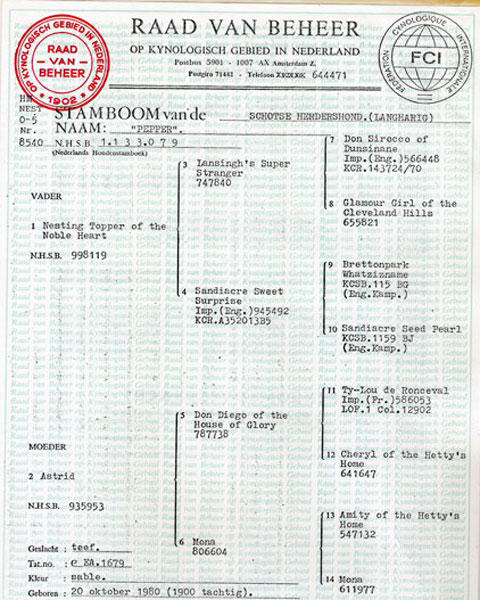 RAAD VAN BEHEER
OP KYNOLOGISCH GEBIED IN NEDERLAND
Postbus 5901 - 1007 AX Amsterdam Z.
Postgiro 71442 - Telefoon 644471
OP KYNOLOGISCH GEBIED IN NEDERLAND
RAAD
- VAN -
BEHEER
1902
FEDERATION CYNOLOGIQUE INTERNATIONALE
FCI
NEST
0-5
Nr.
8540
STAMBOOM van de SCHOTSE HERDERSHOND.(LANGHARIG)
NAAM: "PEPPER".
N.H.S.B. 1.133.079
(Nederlands Hondenstamboek)
VADER
1 Nesting Topper of the
Noble Heart
N.H.S.B. 998119
3 Lansingh's Super
Stranger
747840
4 Sandiacre Sweet
Surprise
Imp.(Eng.)945492
KCR.A352013B5
7 Don Sirocco of
Dunsinane
Imp.(Eng.)566448
KCR.143724/70
8 Glamour Girl of the
Cleveland Hills
655821
9 Brettonpark
Whatzizname
KCSB.115 BG
(Eng.Kamp.)
10 Sandiacre Seed Pearl
KCSB.1159 BJ
(Eng.Kamp.)
MOEDER
2 Astrid
N.H.S.B. 935953
5 Don Diego of the
House of Glory
787738
6 Mona
806604
11 Ty-Lou de Ronceval
Imp.(Fr.)586053
LOF.1 Col.12902
12 Cheryl of the Hetty's
Home
641647
13 Amity of the Hetty's
Home
547132
14 Mona
611977
Geslacht : teef.
Tat.no. : e EA.1679
Kleur : sable.
Geboren : 20 oktober 1980 (1900 tachtig).